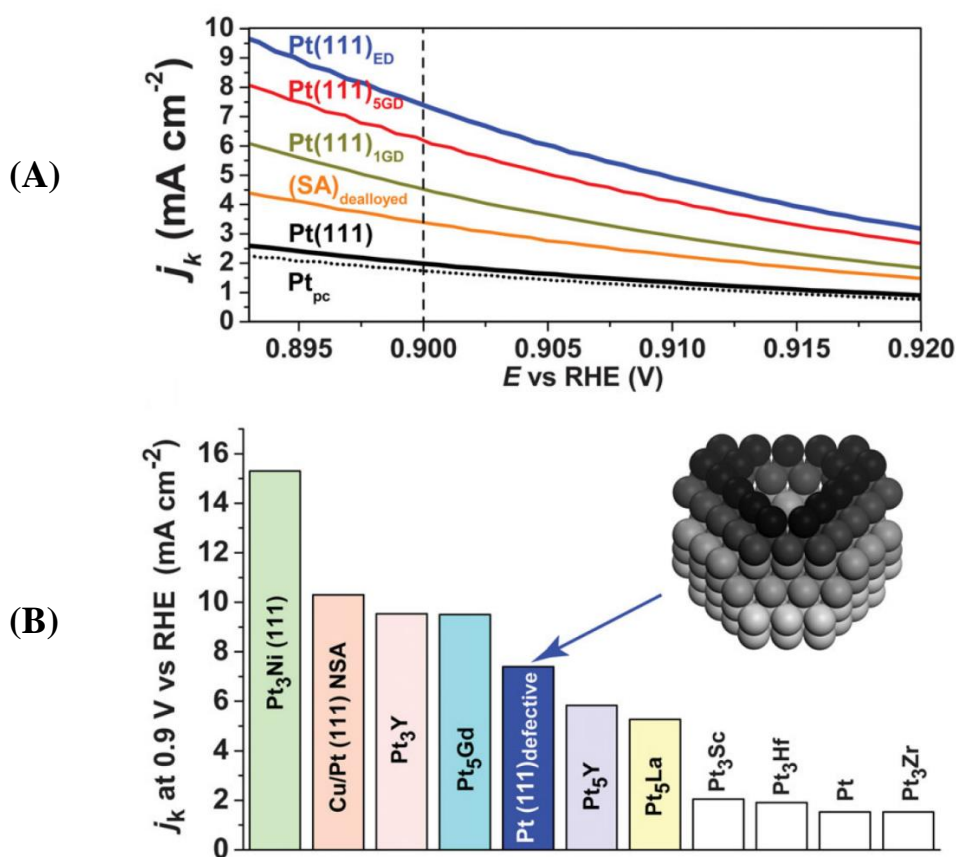 (A)
j_k (mA cm⁻²)
10
9
8
7
6
5
4
3
2
1
0
Pt(111)_ED
Pt(111)_5GD
Pt(111)_1GD
(SA)_dealloyed
Pt(111)
Pt_pc
0.895 0.900 0.905 0.910 0.915 0.920
E vs RHE (V)
(B)
j_k at 0.9 V vs RHE (mA cm⁻²)
16
14
12
10
8
6
4
2
0
Pt₃Ni (111)
Cu/Pt (111) NSA
Pt₃Y
Pt₅Gd
Pt (111)defective
Pt₅Y
Pt₅La
Pt₃Sc
Pt₃Hf
Pt
Pt₃Zr